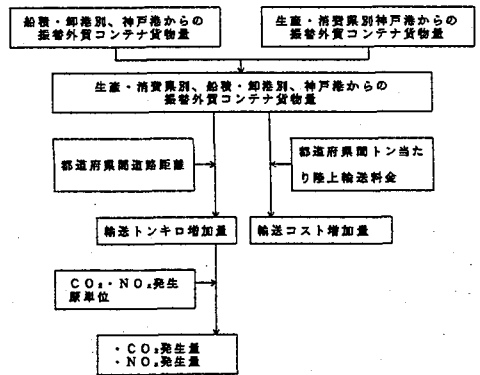 船積・卸港別、神戸港からの
振替外貿コンテナ貨物量
生産・消費県別神戸港からの
振替外貿コンテナ貨物量
生産・消費県別、船積・卸港別、神戸港からの
振替外貿コンテナ貨物量
都道府県間道路距離
都道府県間トン当た
り陸上輸送料金
輸送トンキロ増加量
輸送コスト増加量
CO₂・NOₓ発生
原単位
・CO₂発生量
・NOₓ発生量